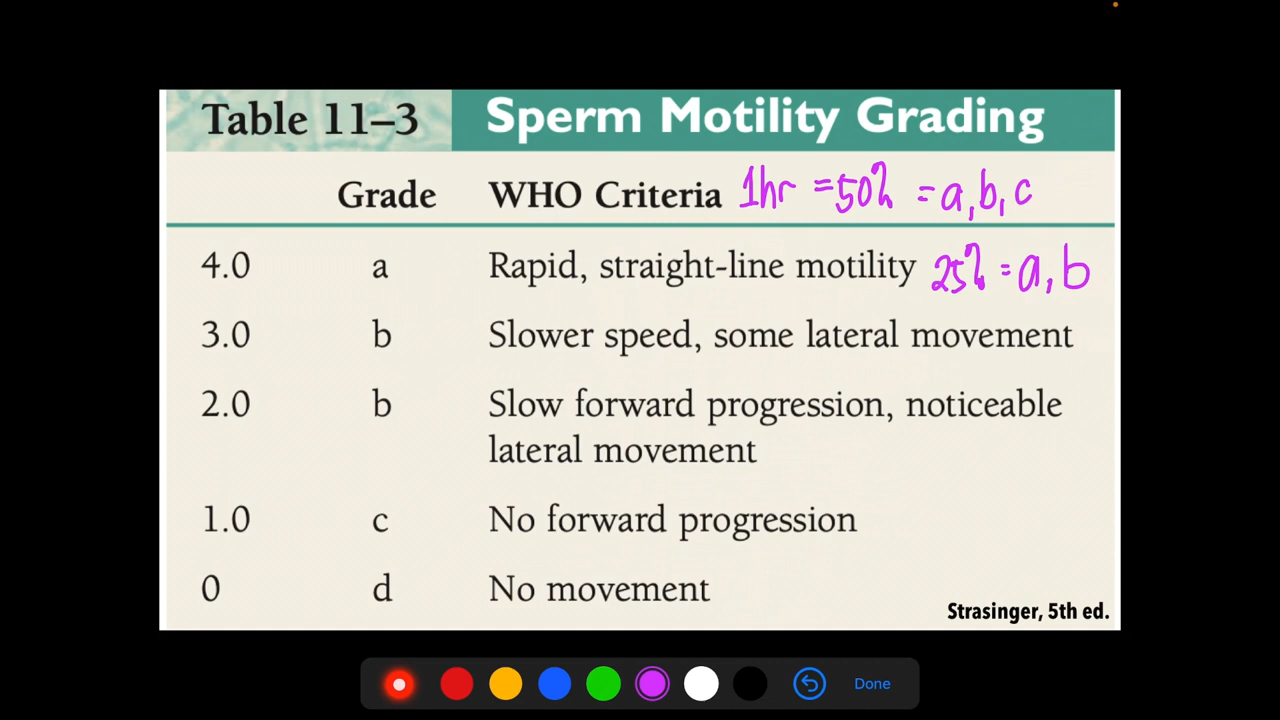 Table 11–3 Sperm Motility Grading
Grade WHO Criteria 1hr =50% = a,b,c
4.0 a Rapid, straight-line motility 25% = a,b
3.0 b Slower speed, some lateral movement
2.0 b Slow forward progression, noticeable
lateral movement
1.0 c No forward progression
0 d No movement
Strasinger, 5th ed.
Done